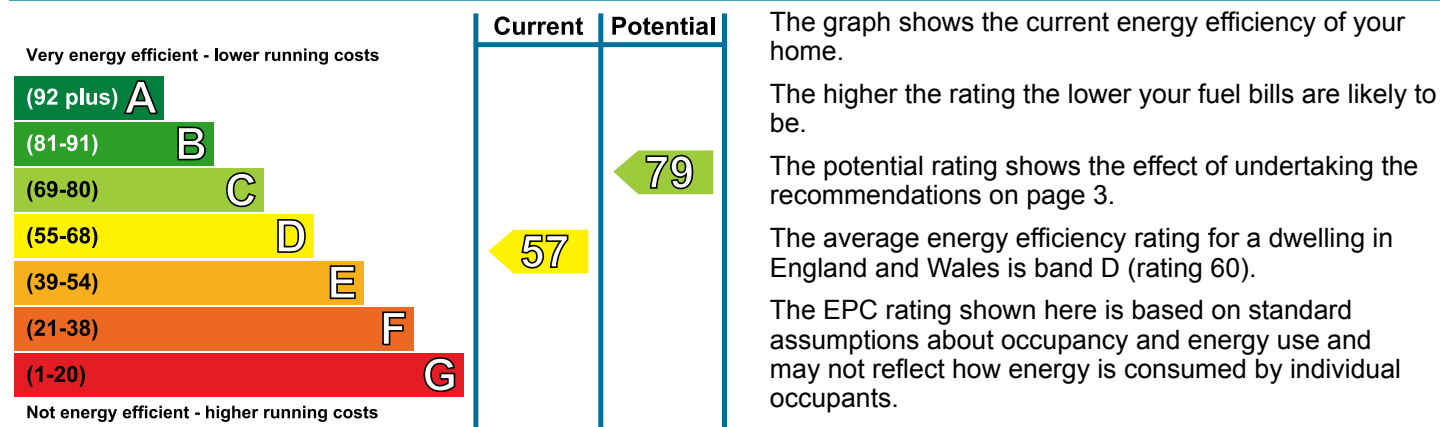 Current Potential
Very energy efficient - lower running costs
(92 plus) A
(81-91) B
(69-80) C
(55-68) D
(39-54) E
(21-38) F
(1-20) G
Not energy efficient - higher running costs
79
57
The graph shows the current energy efficiency of your
home.
The higher the rating the lower your fuel bills are likely to
be.
The potential rating shows the effect of undertaking the
recommendations on page 3.
The average energy efficiency rating for a dwelling in
England and Wales is band D (rating 60).
The EPC rating shown here is based on standard
assumptions about occupancy and energy use and
may not reflect how energy is consumed by individual
occupants.